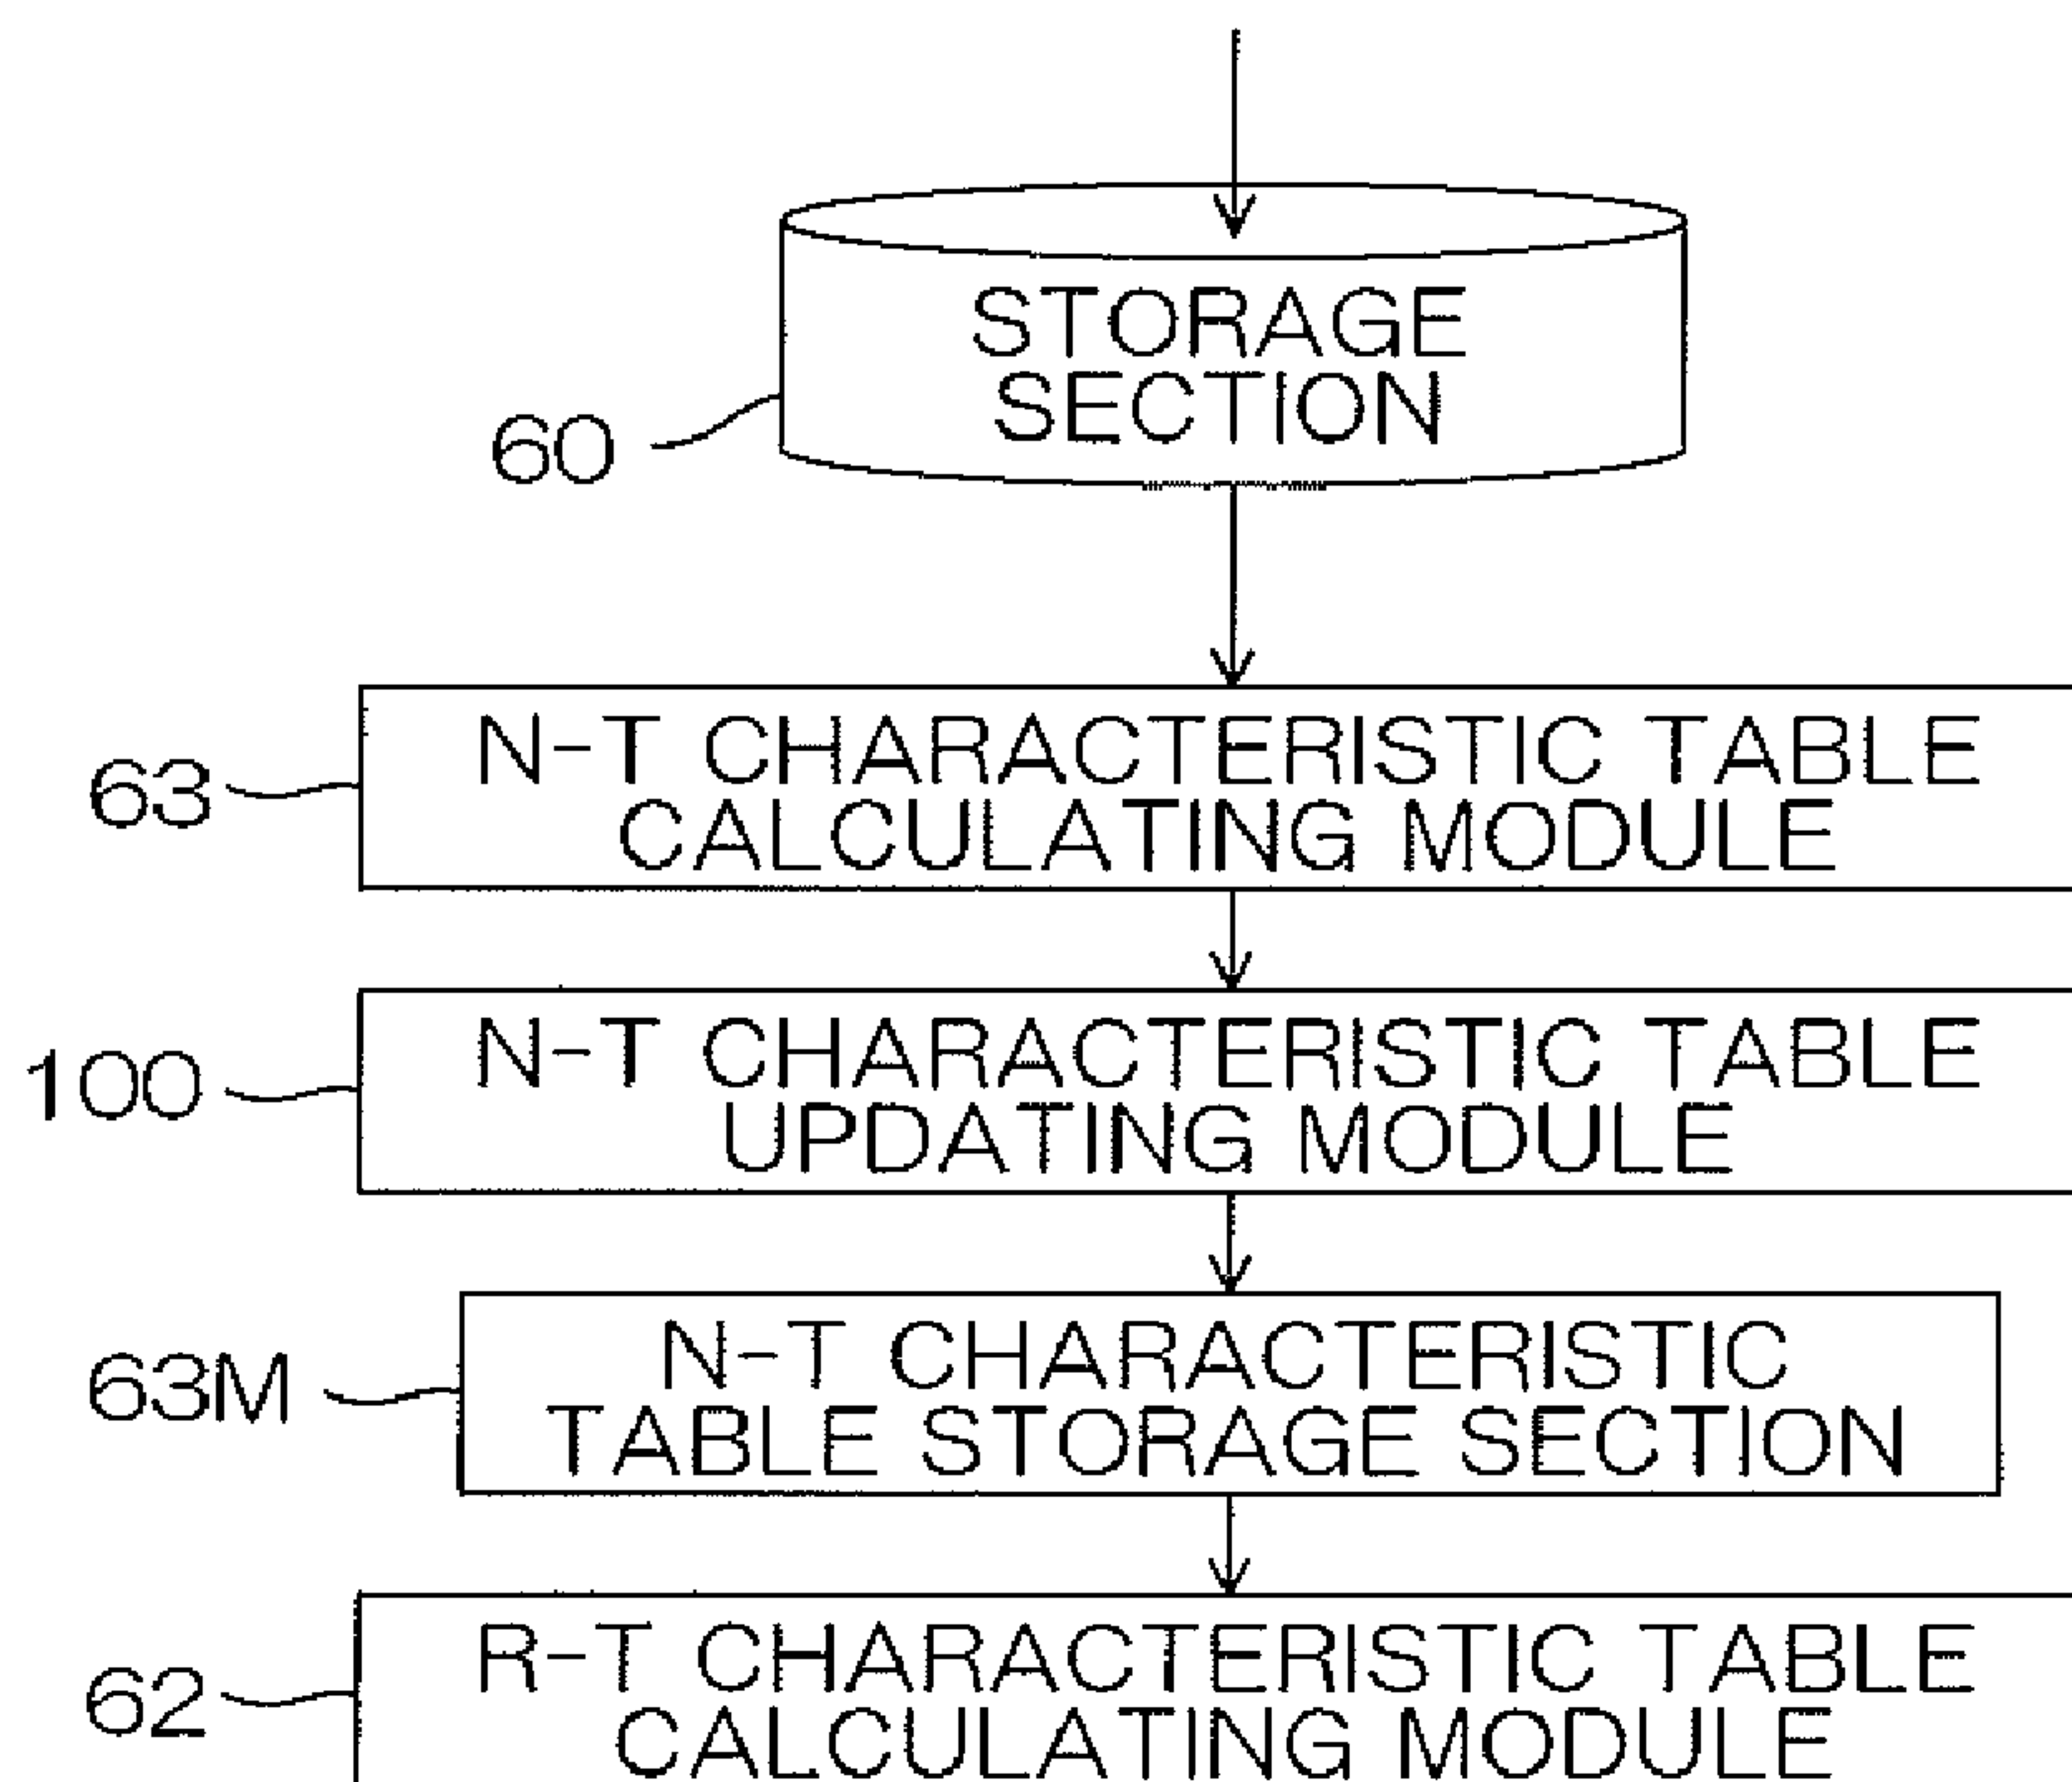 STORAGE
SECTION
60
N-T CHARACTERISTIC TABLE
CALCULATING MODULE
63
N-T CHARACTERISTIC TABLE
UPDATING MODULE
100
N-T CHARACTERISTIC
TABLE STORAGE SECTION
63M
R-T CHARACTERISTIC TABLE
CALCULATING MODULE
62